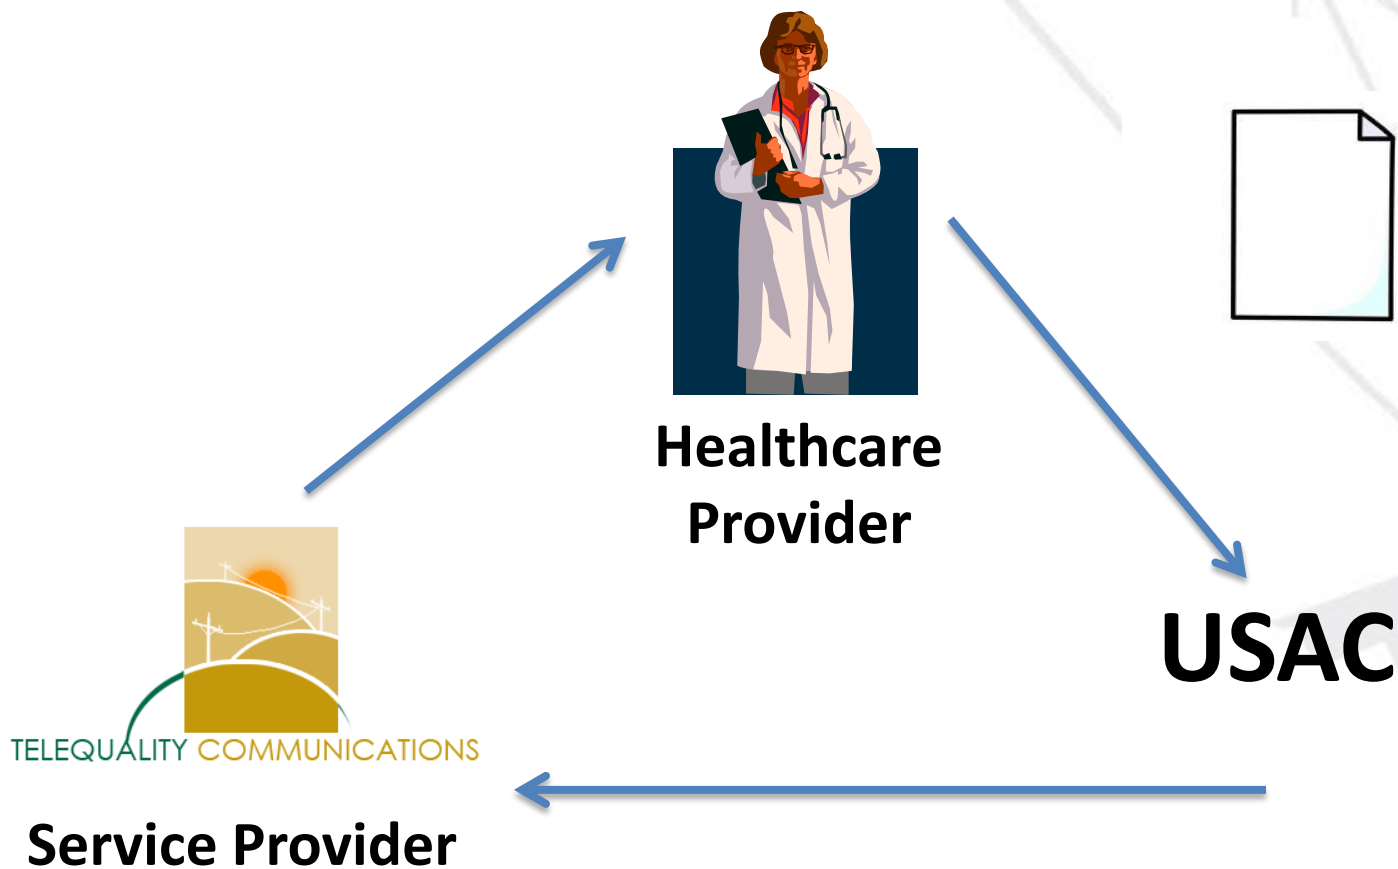 Healthcare
Provider
USAC
TELEQUALITY COMMUNICATIONS
Service Provider